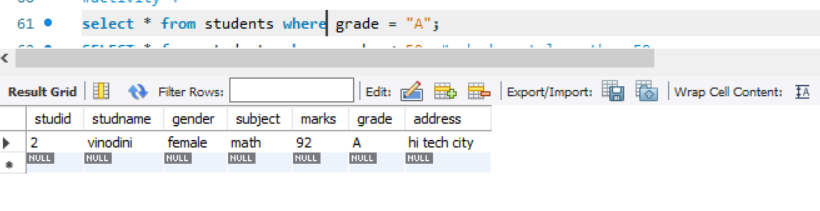 61 select * from students where grade = "A";
Result Grid Filter Rows: Edit: Export/Import: Wrap Cell Content:
studid studname gender subject marks grade address
2 vinodini female math 92 A hi tech city
NULL NULL NULL NULL NULL NULL NULL